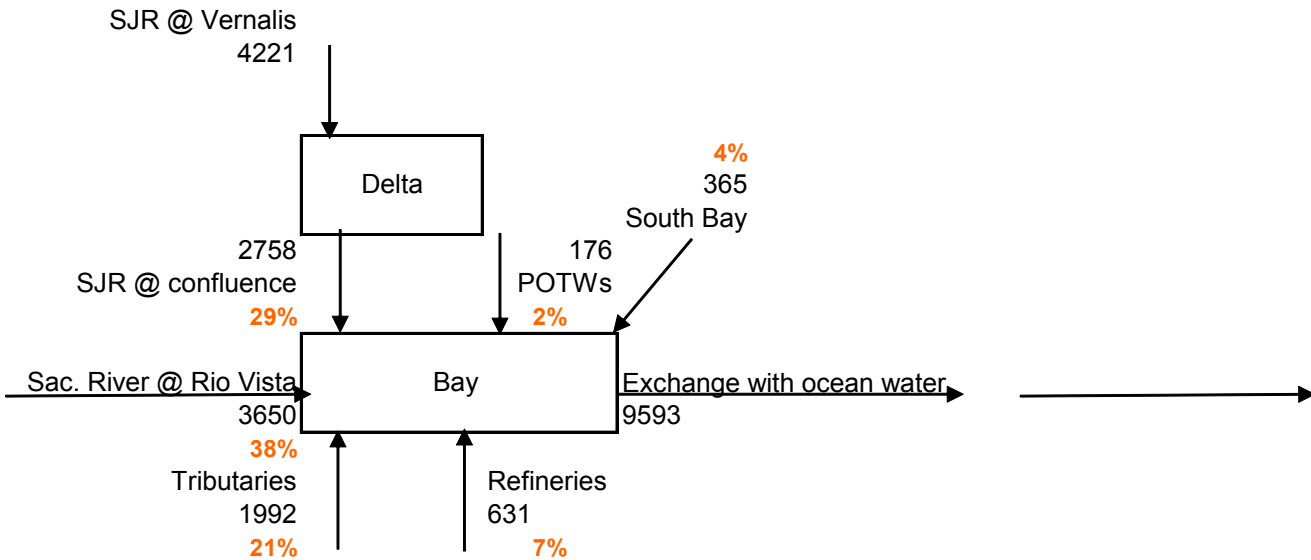 SJR @ Vernalis
4221
Delta
4%
365
South Bay
2758
SJR @ confluence
29%
176
POTWs
2%
Sac. River @ Rio Vista
3650
38%
Bay
Exchange with ocean water
9593
Tributaries
1992
21%
Refineries
631
7%